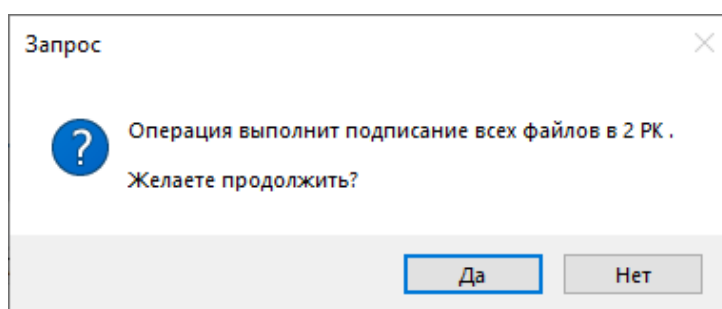 Запрос
Операция выполнит подписание всех файлов в 2 РК .
Желаете продолжить?
Да
Нет